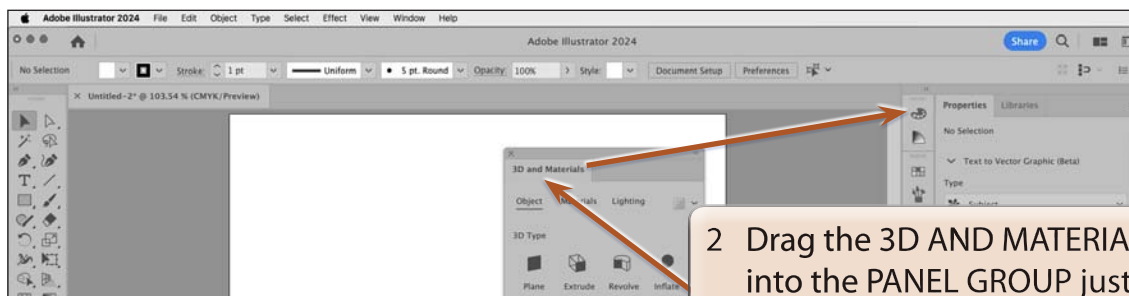 Adobe Illustrator 2024 File Edit Object Type Select Effect View Window Help
Adobe Illustrator 2024 Share
No Selection Stroke: 1 pt Uniform 5 pt. Round Opacity: 100% Style: Document Setup Preferences
× Untitled-2* @ 103.54 % (CMYK/Preview)
Properties Libraries
No Selection
Text to Vector Graphic (Beta)
Type
Subject
3D and Materials
Object Materials Lighting
3D Type
Plane Extrude Revolve Inflate
2 Drag the 3D AND MATERIA
into the PANEL GROUP just